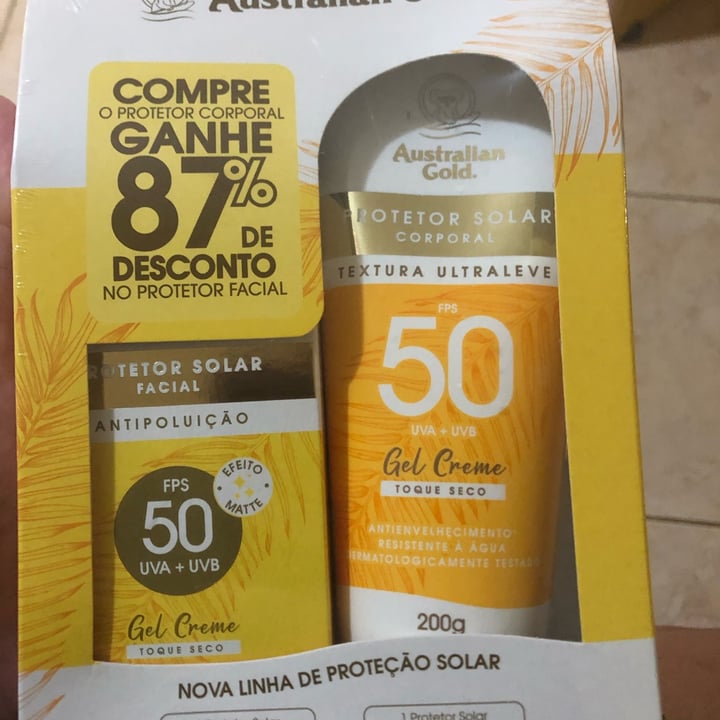 Australian
COMPRE
O PROTETOR CORPORAL
GANHE
87%
DE
DESCONTO
NO PROTETOR FACIAL
PROTETOR SOLAR
FACIAL
ANTIPOLUIÇÃO
EFEITO
MATTE
FPS
50
UVA + UVB
Gel Creme
TOQUE SECO
Australian
Gold.
PROTETOR SOLAR
CORPORAL
TEXTURA ULTRALEVE
FPS
50
UVA + UVB
Gel Creme
TOQUE SECO
ANTIENVELHECIMENTO
RESISTENTE À ÁGUA
DERMATOLOGICAMENTE TESTADO
200g
NOVA LINHA DE PROTEÇÃO SOLAR
1 Protetor Solar